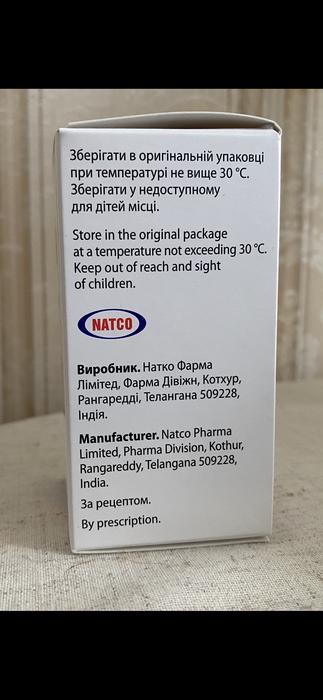 Зберігати в оригінальній упаковці
при температурі не вище 30 °C.
Зберігати у недоступному
для дітей місці.
Store in the original package
at a temperature not exceeding 30 °C.
Keep out of reach and sight
of children.
NATCO
Виробник. Натко Фарма
Лімітед, Фарма Дівіжн, Котхур,
Рангаредді, Телангана 509228,
Індія.
Manufacturer. Natco Pharma
Limited, Pharma Division, Kothur,
Rangareddy, Telangana 509228,
India.
За рецептом.
By prescription.